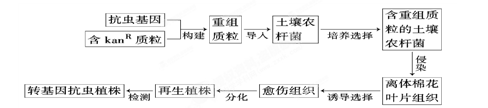 抗虫基因
含kanR质粒
构建
重组
质粒
导入
土壤农
杆菌
培养选择
含重组质
粒的土壤
农杆菌
侵
染
离体棉花
叶片组织
诱导选择
愈伤组织
分化
再生植株
检测
转基因抗虫植株